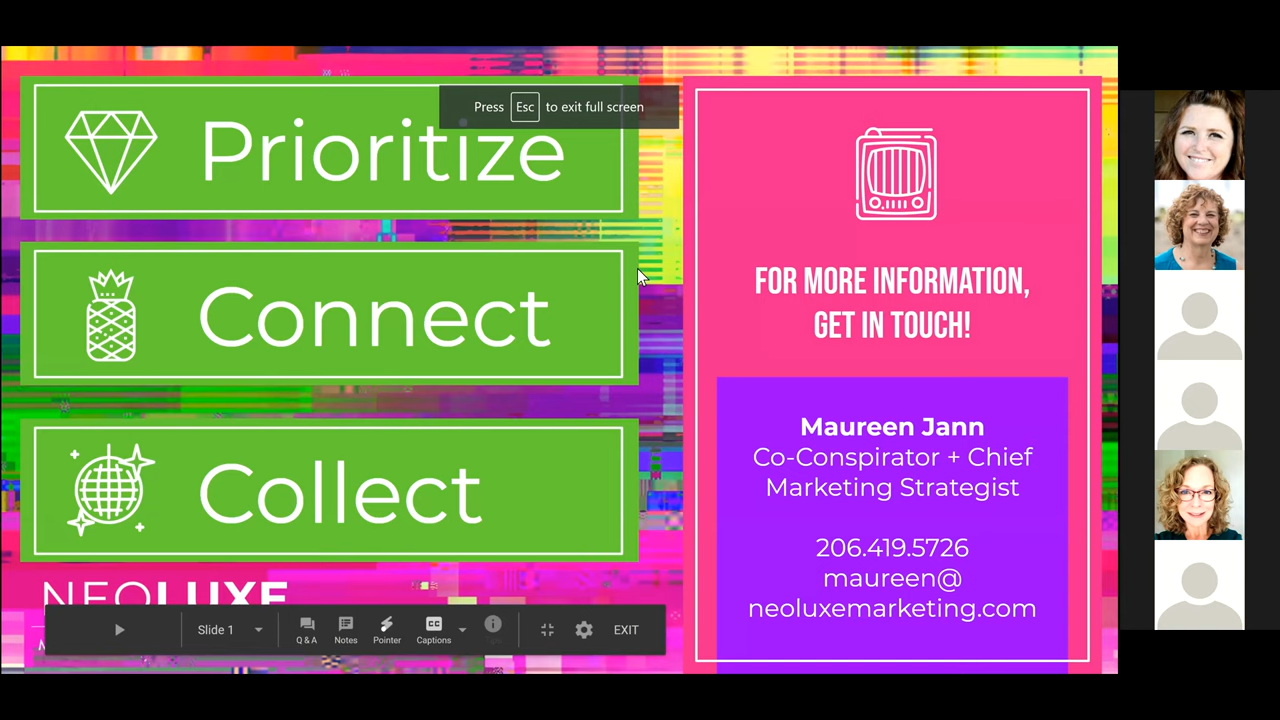 Prioritize
Press Esc to exit full screen
Connect
Collect
NEOLUXE
FOR MORE INFORMATION,
GET IN TOUCH!
Maureen Jann
Co-Conspirator + Chief
Marketing Strategist
206.419.5726
maureen@
neoluxemarketing.com
Slide 1
Q & A
Notes
Pointer
Captions
EXIT